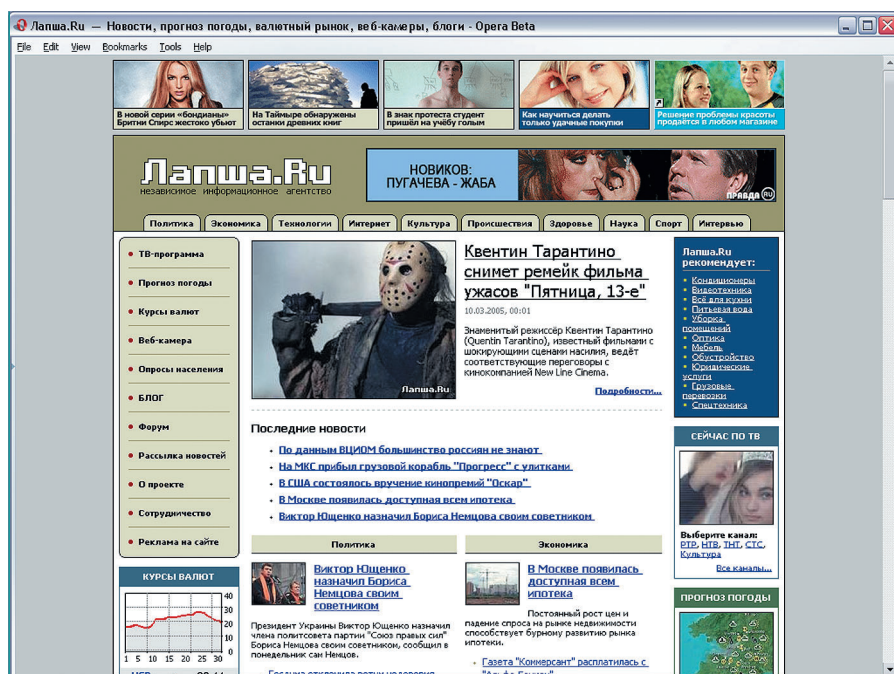 Лапша.Ru — Новости, прогноз погоды, валютный рынок, веб-камеры, блоги - Opera Beta
File Edit View Bookmarks Tools Help
В новой серии «бондианы»
Бритни Спирс жестоко убьют
На Таймыре обнаружены
останки древних книг
В знак протеста студент
пришёл на учёбу голым
Как научиться делать
только удачные покупки
Решение проблемы красоты
продаётся в любом магазине
Лапша.Ru
независимое информационное агентство
НОВИКОВ:
ПУГАЧЕВА - ЖАБА
ПРАВДА RU
Политика Экономика Технологии Интернет Культура Происшествия Здоровье Наука Спорт Интервью
• ТВ-программа
• Прогноз погоды
• Курсы валют
• Веб-камера
• Опросы населения
• БЛОГ
• Форум
• Рассылка новостей
• О проекте
• Сотрудничество
• Реклама на сайте
КУРСЫ ВАЛЮТ
40
30
20
10
0
1 5 10 15 20 25 30
Лапша.Ru
Квентин Тарантино
снимет ремейк фильма
ужасов "Пятница, 13-е"
10.03.2005, 00:01
Знаменитый режиссёр Квентин Тарантино
(Quentin Tarantino), известный фильмами с
шокирующими сценами насилия, ведёт
соответствующие переговоры с
кинокомпанией New Line Cinema.
Подробности...
Последние новости
• По данным ВЦИОМ большинство россиян не знают
• На МКС прибыл грузовой корабль "Прогресс" с улитками
• В США состоялось вручение кинопремий "Оскар"
• В Москве появилась доступная всем ипотека
• Виктор Ющенко назначил Бориса Немцова своим советником
Политика
Виктор Ющенко
назначил Бориса
Немцова своим
советником
Президент Украины Виктор Ющенко назначил
члена политсовета партии "Союз правых сил"
Бориса Немцова своим советником, сообщил в
понедельник сам Немцов.
Экономика
В Москве появилась
доступная всем
ипотека
Постоянный рост цен и
падение спроса на рынке недвижимости
способствует бурному развитию рынка
ипотеки.
• Газета "Коммерсант" расплатилась с
Лапша.Ru
рекомендует:
• Кондиционеры
• Видеотехника
• Всё для кухни
• Питьевая вода
• Уборка
помещений
• Оптика
• Мебель
• Обустройство
• Юридические
услуги
• Грузовые
перевозки
• Спецтехника
СЕЙЧАС ПО ТВ
Выберите канал:
РТР, НТВ, ТНТ, СТС,
Культура
Все каналы...
ПРОГНОЗ ПОГОДЫ